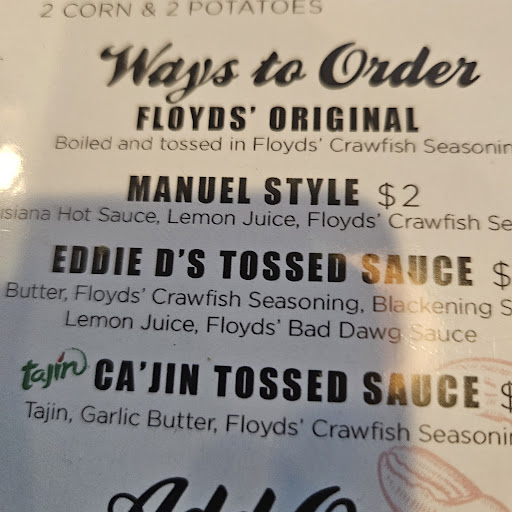 2 CORN & 2 POTATOES
Ways to Order
FLOYDS' ORIGINAL
Boiled and tossed in Floyds' Crawfish
MANUEL STYLE $2
Hot Sauce, Lemon Juice, Floyds' Crawfish
EDDIE D'S TOSSED SAUCE $
Butter, Floyds' Crawfish Seasoning, Blackening
Lemon Juice, Floyds' Bad Dawg Sauce
tajín CA'JIN TOSSED SAUCE $
Tajin, Garlic Butter, Floyds' Crawfish